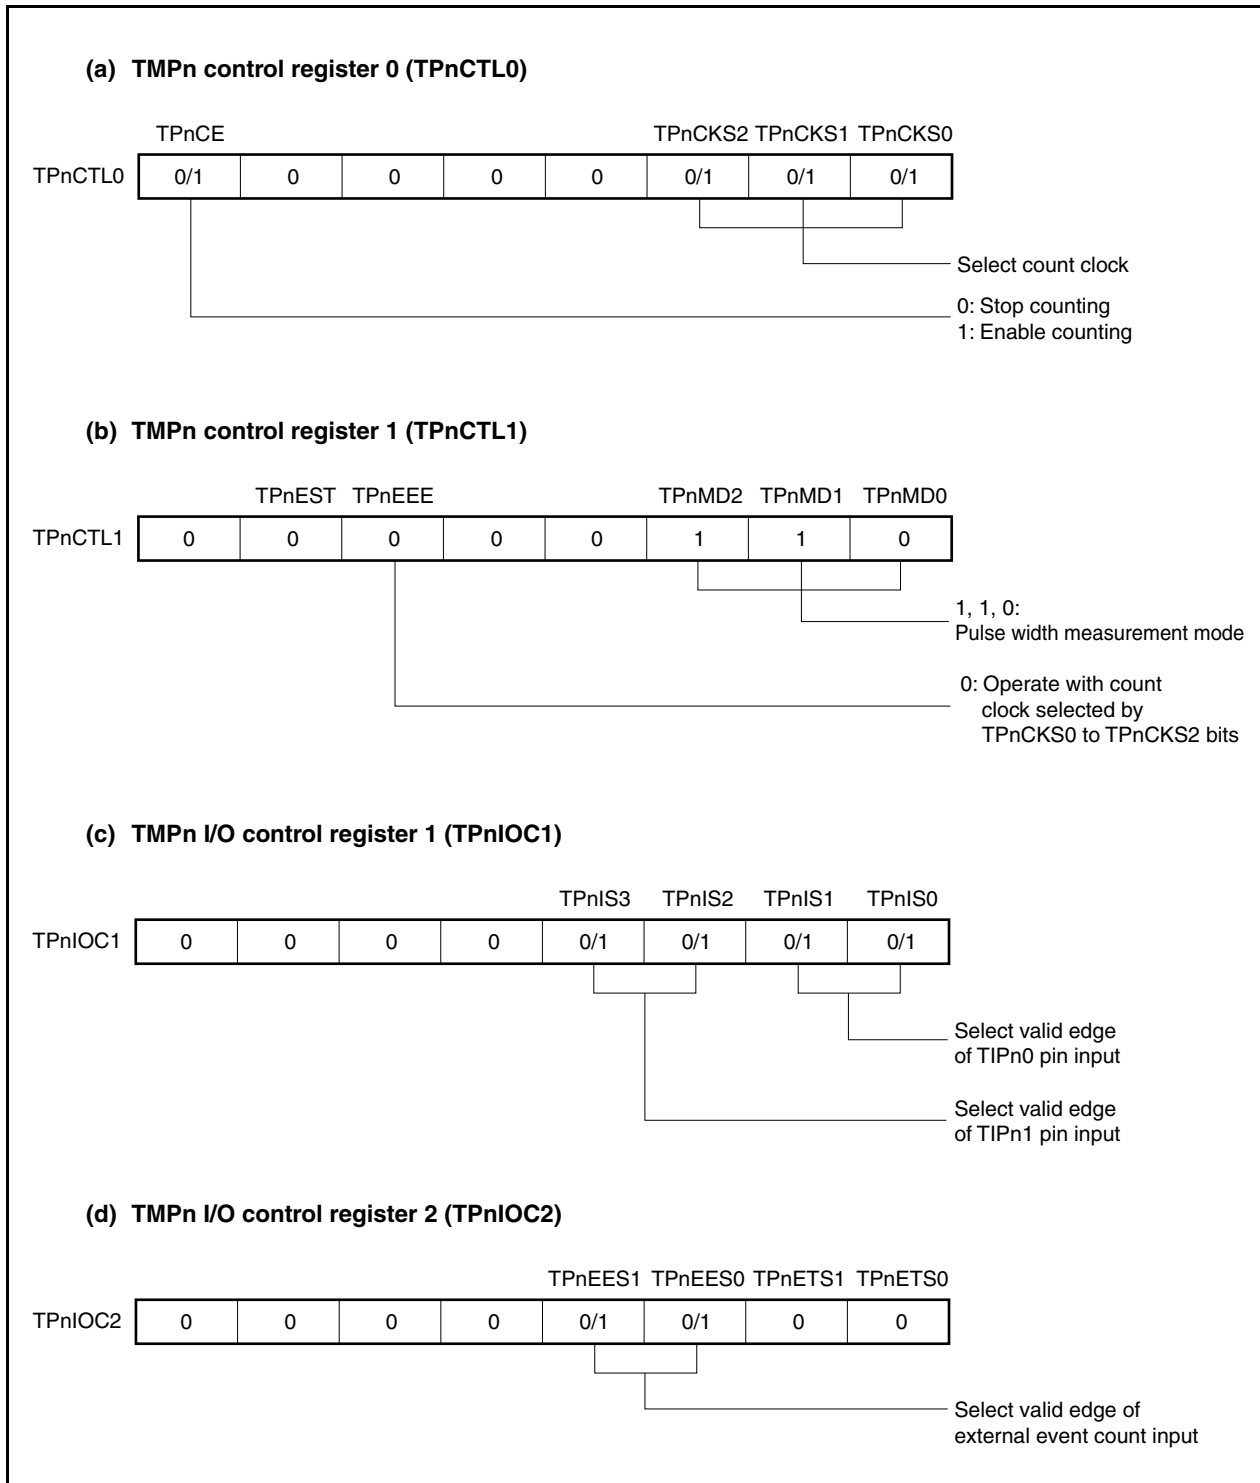 (a) TMPn control register 0 (TPnCTL0)
TPnCE TPnCKS2 TPnCKS1 TPnCKS0
TPnCTL0 0/1 0 0 0 0 0/1 0/1 0/1
Select count clock
0: Stop counting
1: Enable counting
(b) TMPn control register 1 (TPnCTL1)
TPnEST TPnEEE TPnMD2 TPnMD1 TPnMD0
TPnCTL1 0 0 0 0 0 1 1 0
1, 1, 0:
Pulse width measurement mode
0: Operate with count
clock selected by
TPnCKS0 to TPnCKS2 bits
(c) TMPn I/O control register 1 (TPnIOC1)
TPnIS3 TPnIS2 TPnIS1 TPnIS0
TPnIOC1 0 0 0 0 0/1 0/1 0/1 0/1
Select valid edge
of TIPn0 pin input
Select valid edge
of TIPn1 pin input
(d) TMPn I/O control register 2 (TPnIOC2)
TPnEES1 TPnEES0 TPnETS1 TPnETS0
TPnIOC2 0 0 0 0 0/1 0/1 0 0
Select valid edge of
external event count input